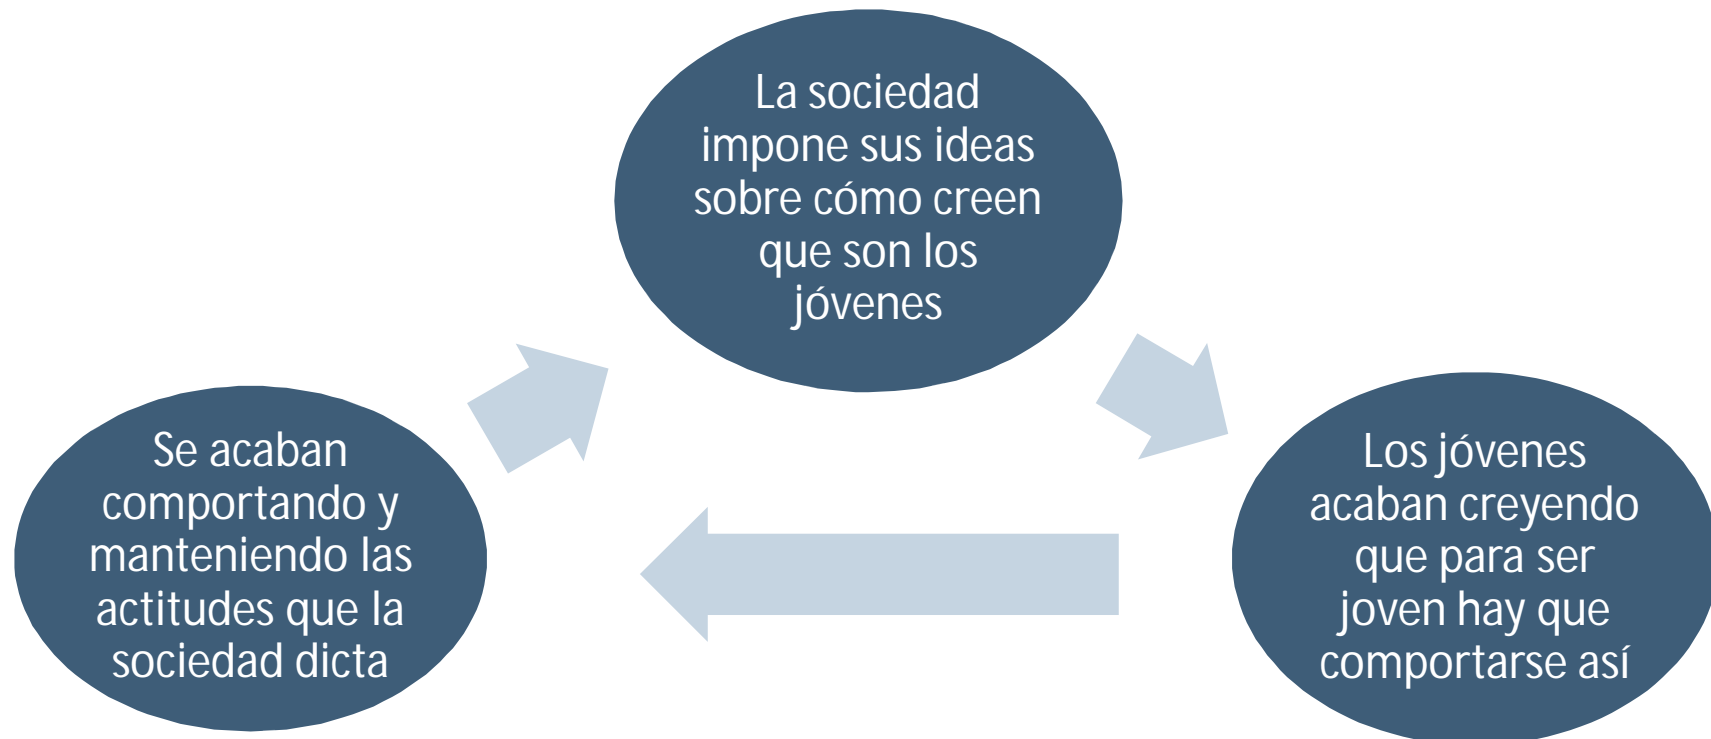 La sociedad
impone sus ideas
sobre cómo creen
que son los
jóvenes
Los jóvenes
acaban creyendo
que para ser
joven hay que
comportarse así
Se acaban
comportando y
manteniendo las
actitudes que la
sociedad dicta